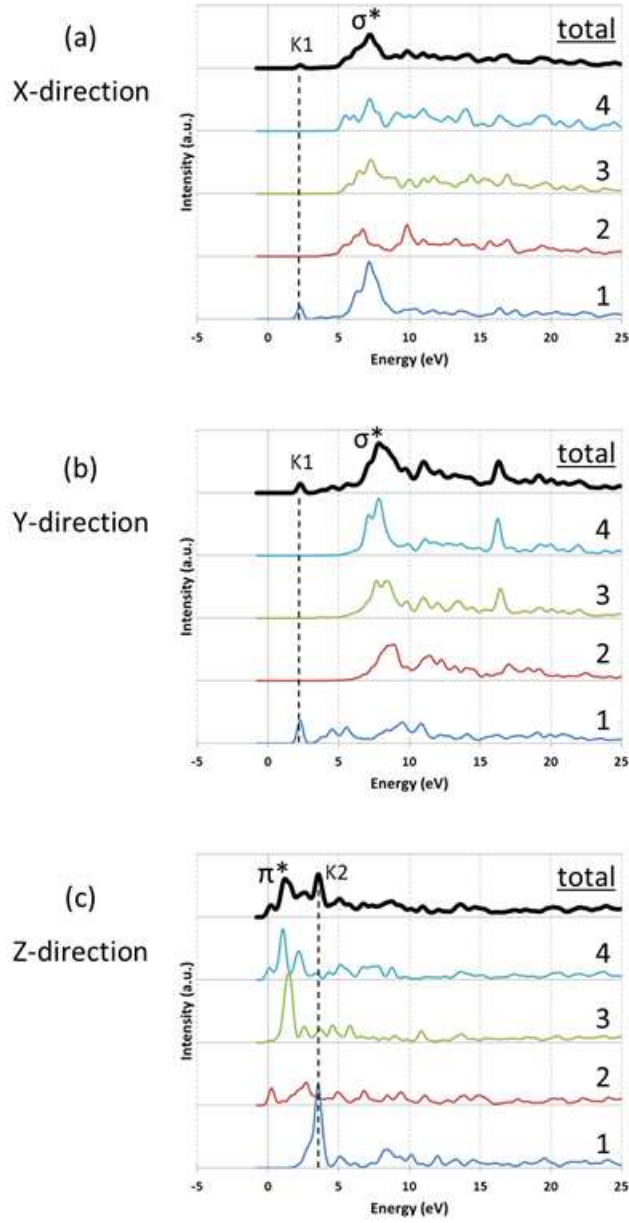 (a)
X-direction
σ*
K1
total
4
3
2
1
Intensity (a.u.)
-5 0 5 10 15 20 25
Energy (eV)
(b)
Y-direction
σ*
K1
total
4
3
2
1
Intensity (a.u.)
-5 0 5 10 15 20 25
Energy (eV)
(c)
Z-direction
π*
K2
total
4
3
2
1
Intensity (a.u.)
-5 0 5 10 15 20 25
Energy (eV)